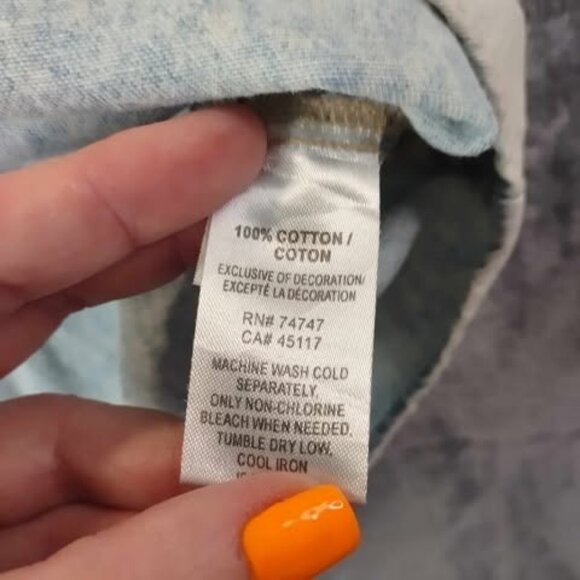 100% COTTON /
COTON
EXCLUSIVE OF DECORATION/
EXCEPTÉ LA DÉCORATION
RN# 74747
CA# 45117
MACHINE WASH COLD
SEPARATELY.
ONLY NON-CHLORINE
BLEACH WHEN NEEDED.
TUMBLE DRY LOW.
COOL IRON